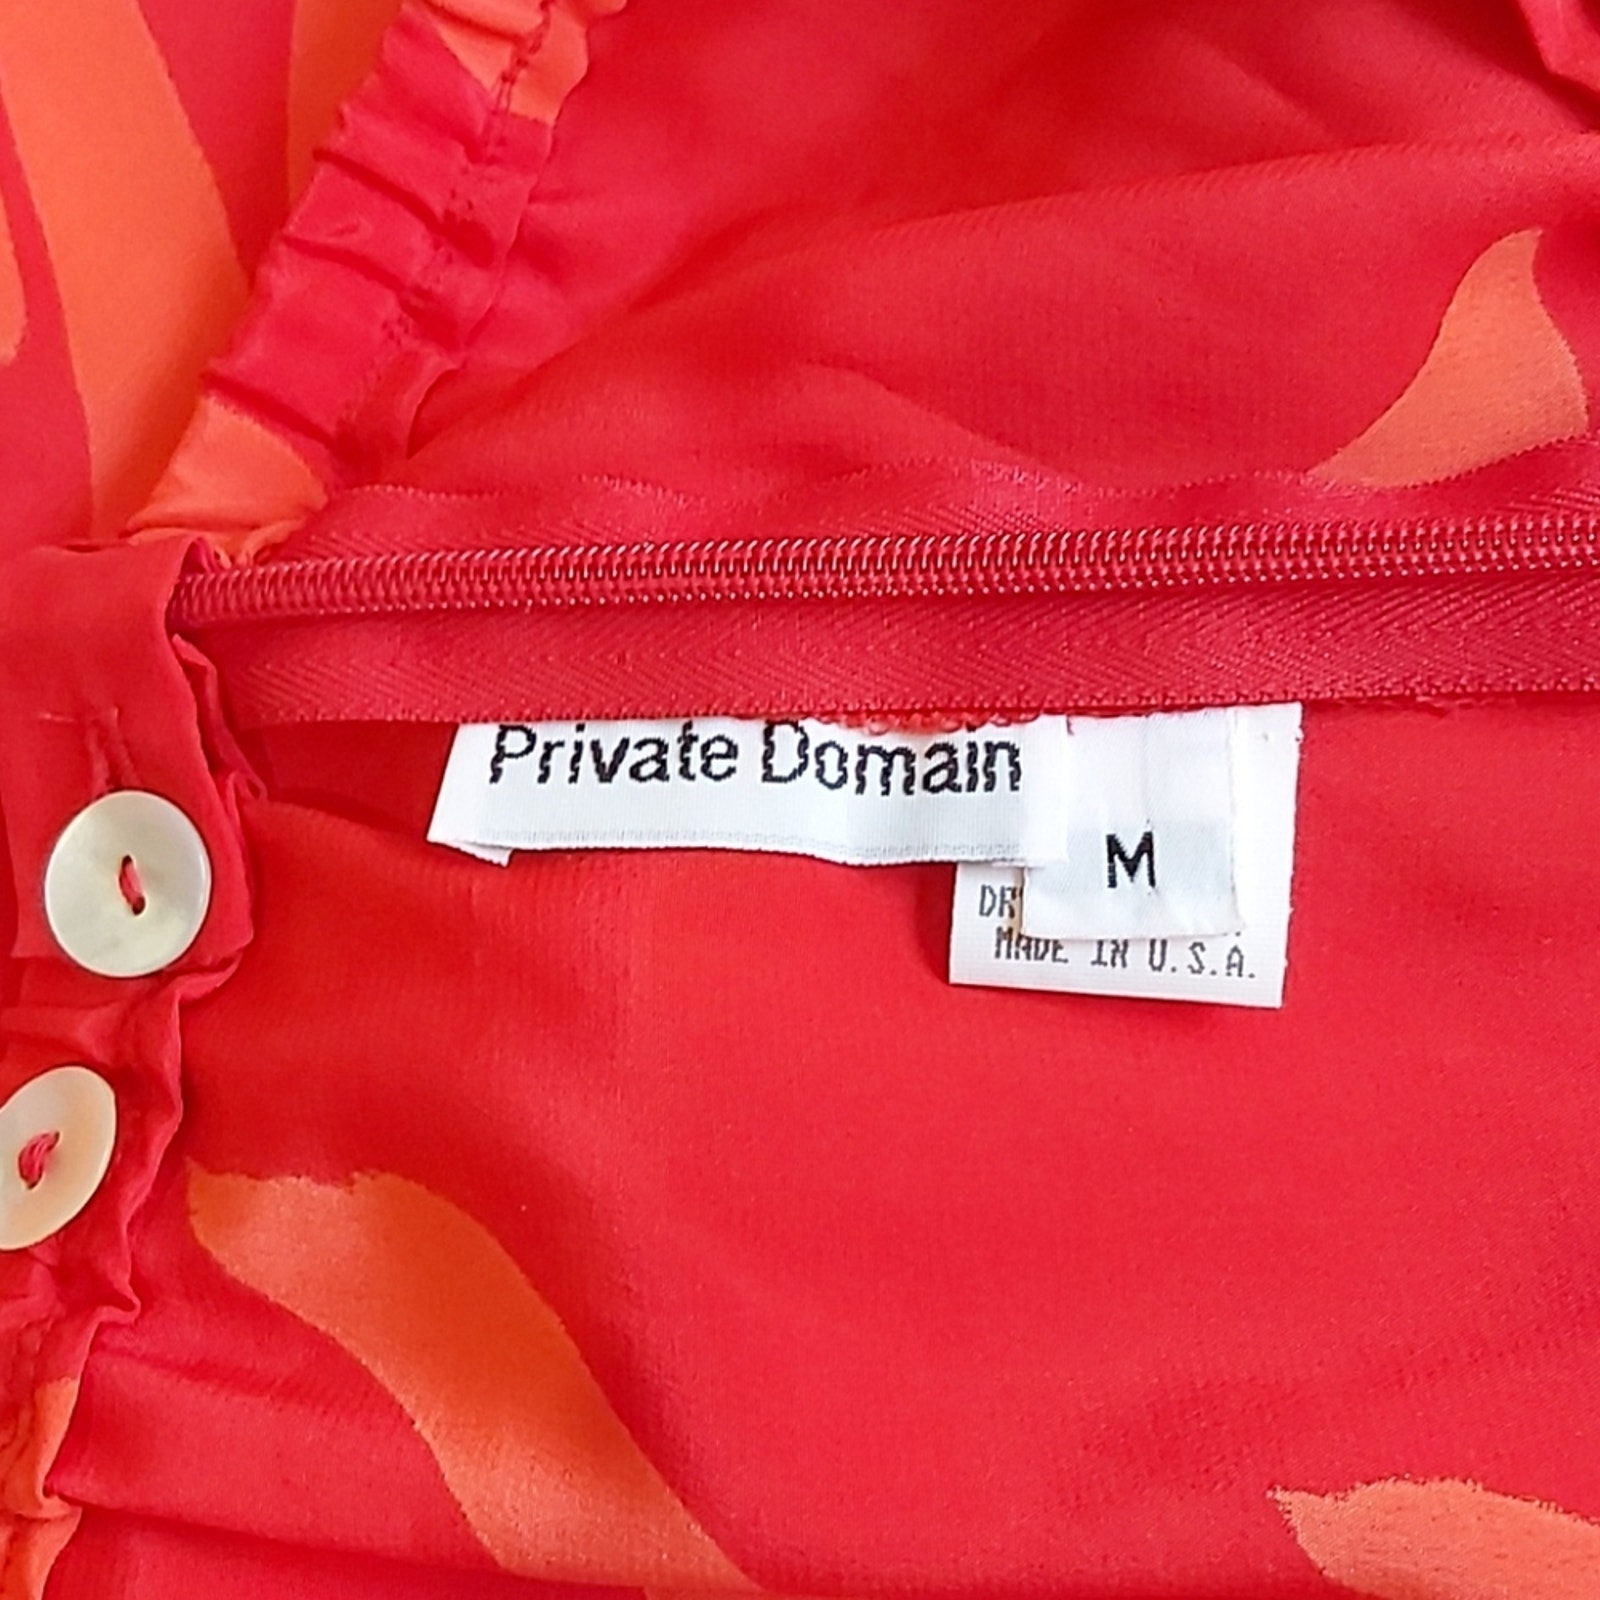 Private Domain
M
MADE IN U.S.A.